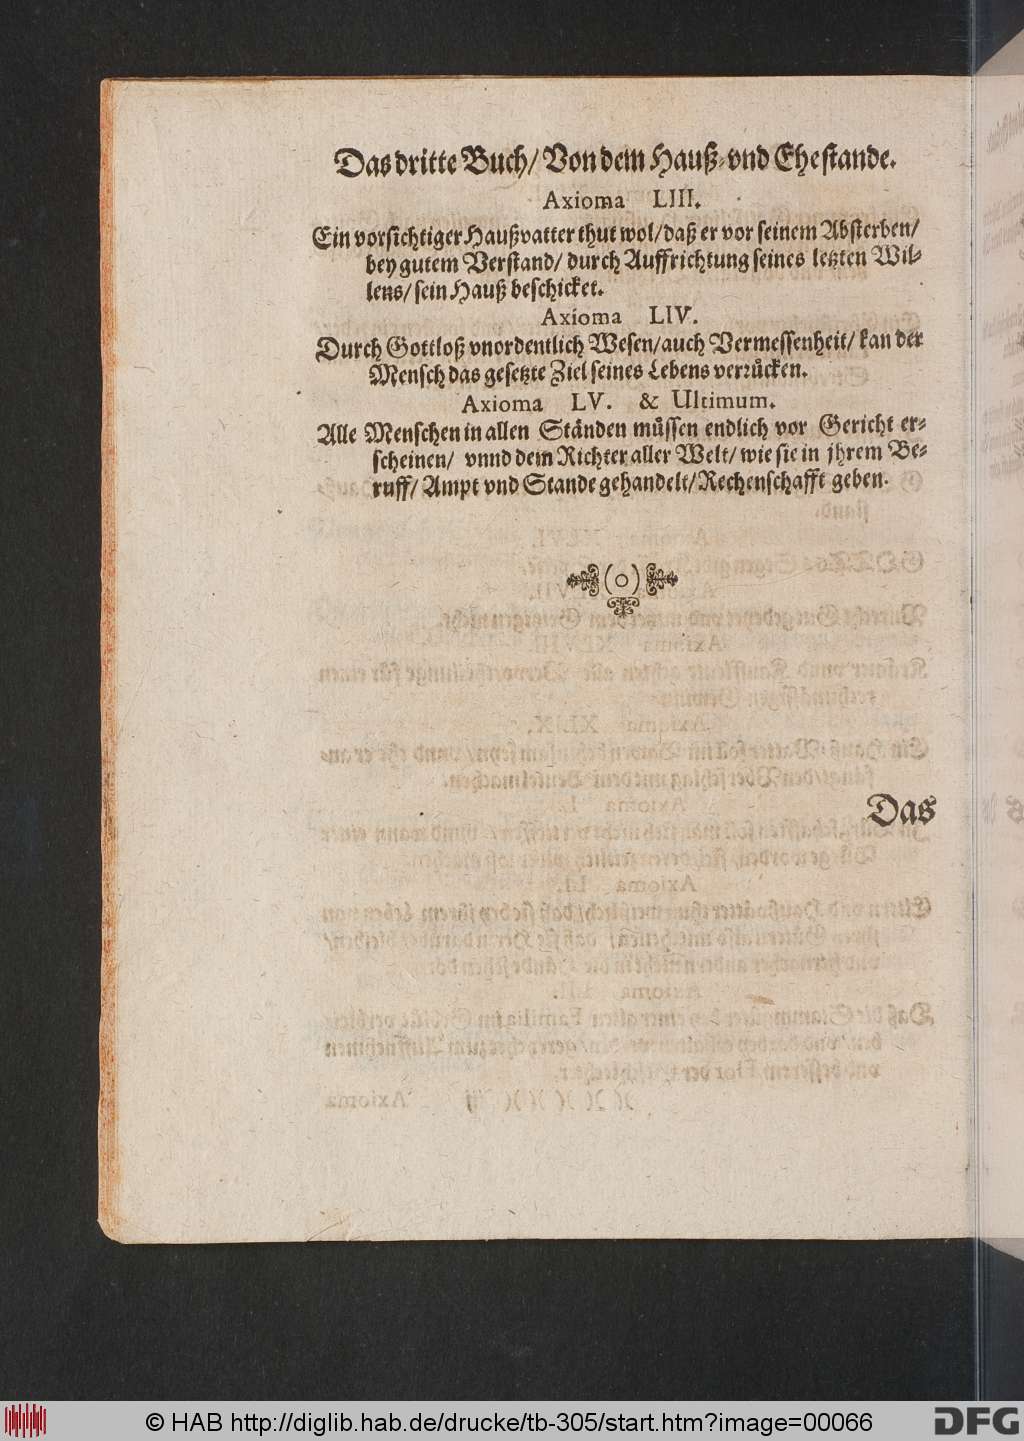 Das dritte Buch/ Von dem Hauß- vnd Ehestande.
Axioma LIII.
Ein vorsichtiger Haußvatter thut wol/ daß er vor seinem Absterben/
bey gutem Verstand/ durch Auffrichtung seines letzten Wil-
lens/ sein Hauß beschicket.
Axioma LIV.
Durch Gottloß vnordentlich Wesen/ auch Vermessenheit/ kan der
Mensch das gesetzte Ziel seines Lebens verrůcken.
Axioma LV. & Ultimum.
Alle Menschen in allen Ständen můssen endlich vor Gericht er-
scheinen/ vnnd dem Richter aller Welt/ wie sie in jhrem Be-
ruff/ Ampt vnd Stande gehandelt/ Rechenschafft geben.
Das
© HAB http://diglib.hab.de/drucke/tb-305/start.htm?image=00066
DFG